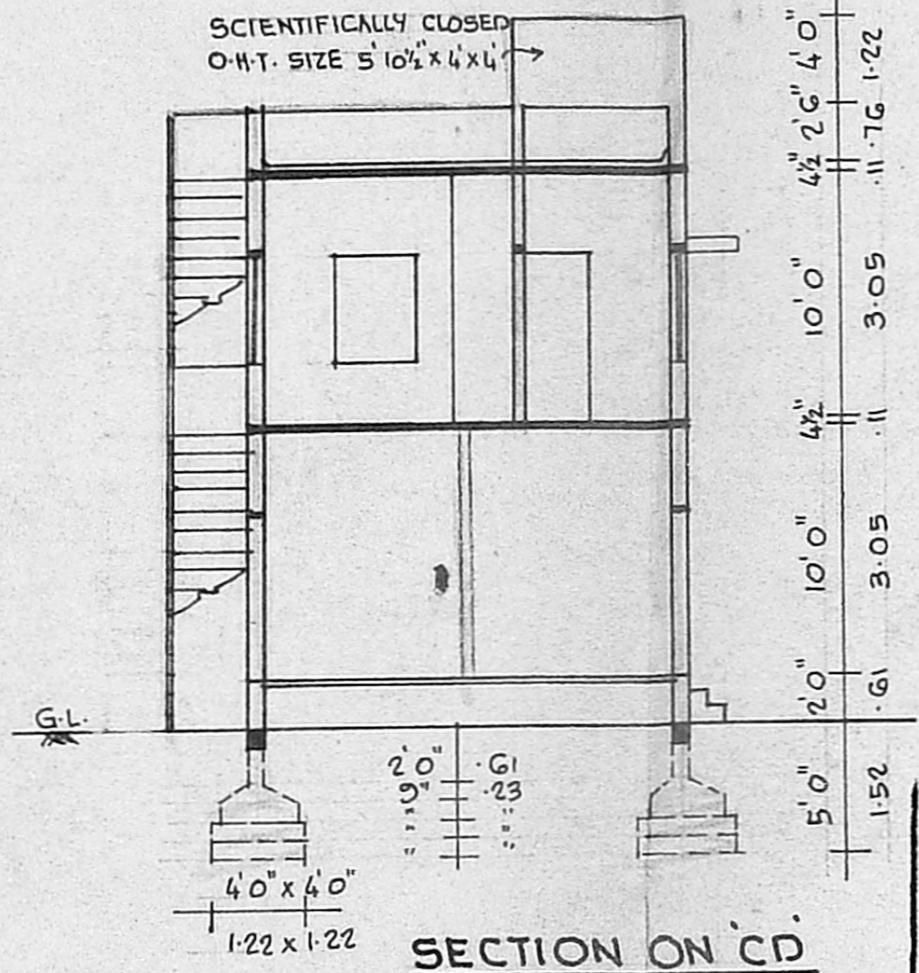 SCIENTIFICALLY CLOSED
O.H.T. SIZE 5' 10½" x 4' x 4'
4' 0" 1.22
2' 6" .76
4½" .11
10' 0" 3.05
4½" .11
10' 0" 3.05
2' 0" .61
G.L.
5' 0" 1.52
2' 0" .61
9" .23
" "
" "
" "
4' 0" x 4' 0"
1.22 x 1.22
SECTION ON 'CD'